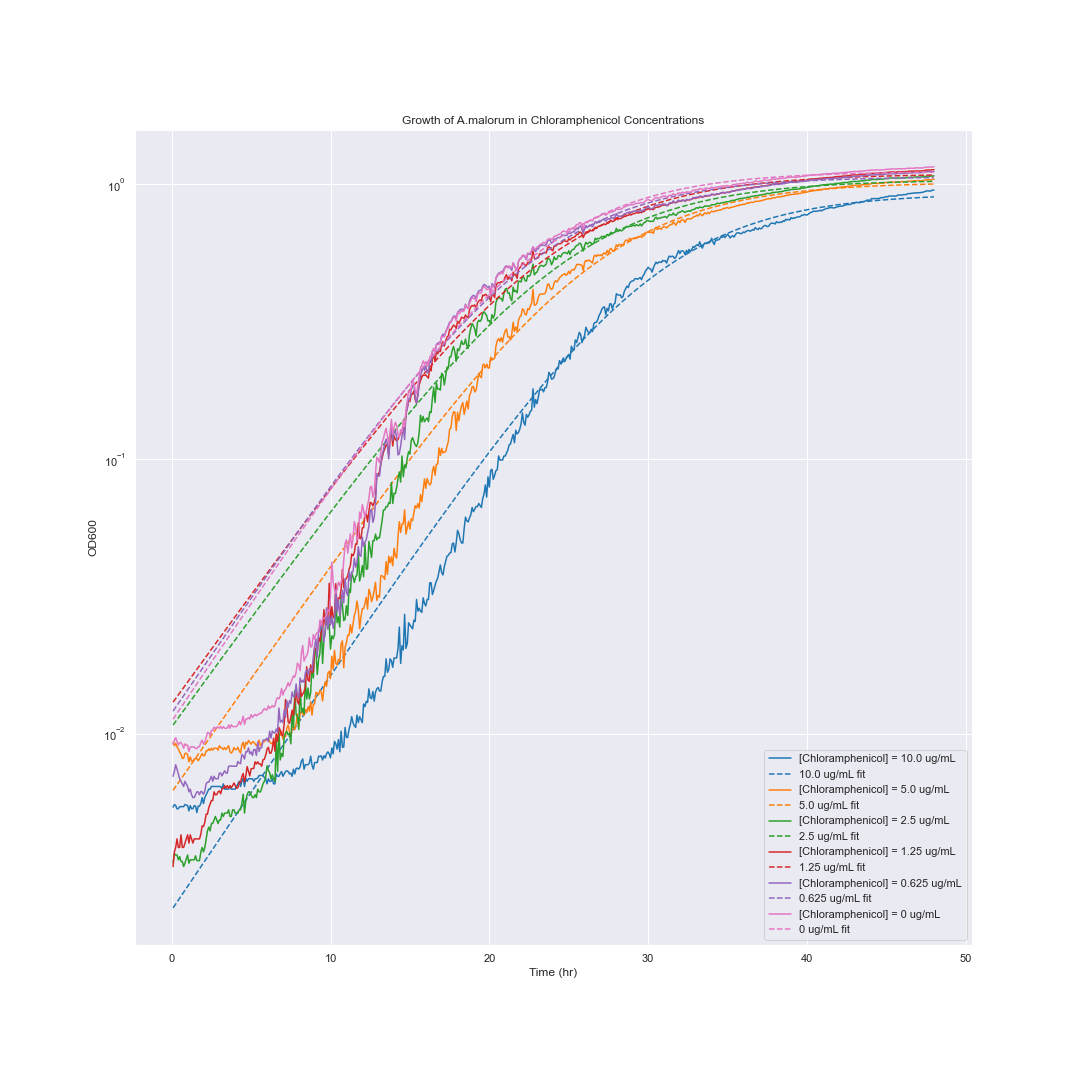 Growth of A.malorum in Chloramphenicol Concentrations
OD600
10⁰
10⁻¹
10⁻²
0 10 20 30 40 50
Time (hr)
[Chloramphenicol] = 10.0 ug/mL
10.0 ug/mL fit
[Chloramphenicol] = 5.0 ug/mL
5.0 ug/mL fit
[Chloramphenicol] = 2.5 ug/mL
2.5 ug/mL fit
[Chloramphenicol] = 1.25 ug/mL
1.25 ug/mL fit
[Chloramphenicol] = 0.625 ug/mL
0.625 ug/mL fit
[Chloramphenicol] = 0 ug/mL
0 ug/mL fit